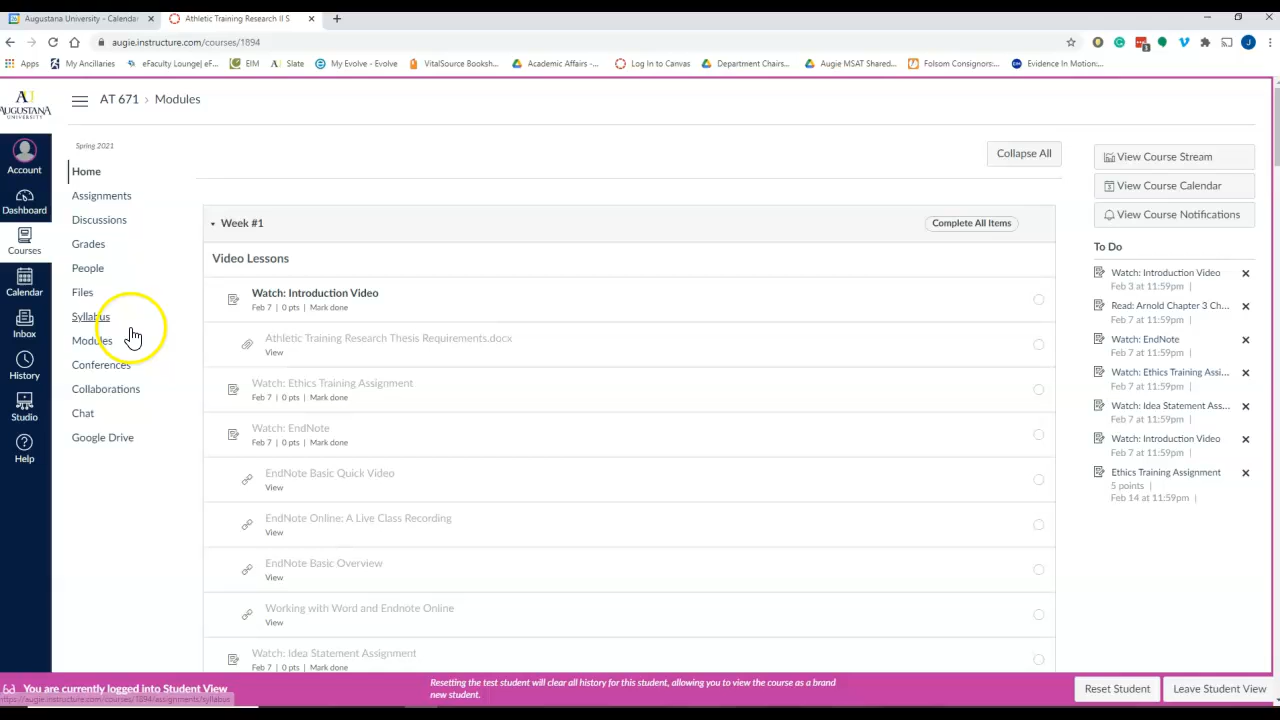 Augustana University - Calenda
Athletic Training Research II S
augie.instructure.com/courses/1894
Apps
My Ancillaries
eFaculty Lounge| eF...
EIM
Slate
My Evolve - Evolve
VitalSource Booksh...
Academic Affairs -...
Log In to Canvas
Department Chairs...
Augie MSAT Shared...
Folsom Consignors:...
Evidence In Motion:...
AU
AUGUSTANA
UNIVERSITY
AT 671 › Modules
Account
Dashboard
Courses
Calendar
Inbox
History
Studio
Help
Spring 2021
Home
Assignments
Discussions
Grades
People
Files
Syllabus
Modules
Conferences
Collaborations
Chat
Google Drive
Collapse All
Week #1
Complete All Items
Video Lessons
Watch: Introduction Video
Feb 7 | 0 pts | Mark done
Athletic Training Research Thesis Requirements.docx
View
Watch: Ethics Training Assignment
Feb 7 | 0 pts | Mark done
Watch: EndNote
Feb 7 | 0 pts | Mark done
EndNote Basic Quick Video
View
EndNote Online: A Live Class Recording
View
EndNote Basic Overview
View
Working with Word and Endnote Online
View
Watch: Idea Statement Assignment
Feb 7 | 0 pts | Mark done
View Course Stream
View Course Calendar
View Course Notifications
To Do
Watch: Introduction Video
Feb 3 at 11:59pm |
Read: Arnold Chapter 3 Ch...
Feb 7 at 11:59pm |
Watch: EndNote
Feb 7 at 11:59pm |
Watch: Ethics Training Assi...
Feb 7 at 11:59pm |
Watch: Idea Statement Ass...
Feb 7 at 11:59pm |
Watch: Introduction Video
Feb 7 at 11:59pm |
Ethics Training Assignment
5 points |
Feb 14 at 11:59pm |
You are currently logged into Student View
https://augie.instructure.com/courses/1894/assignments/syllabus
Resetting the test student will clear all history for this student, allowing you to view the course as a brand
new student.
Reset Student
Leave Student View